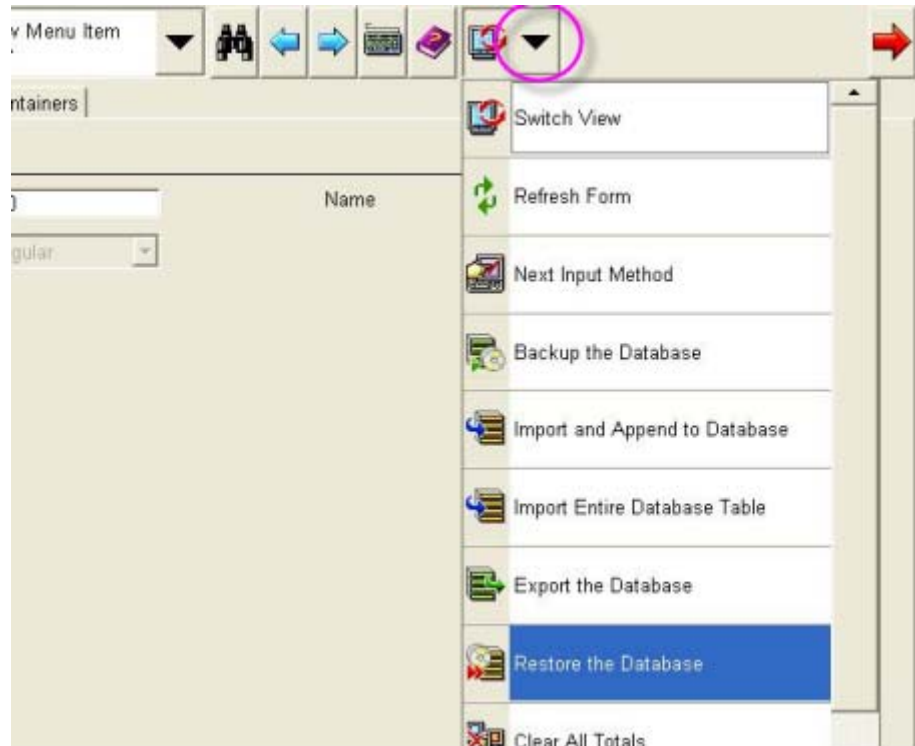 Menu Item
ntainers
Name
gular
Switch View
Refresh Form
Next Input Method
Backup the Database
Import and Append to Database
Import Entire Database Table
Export the Database
Restore the Database
Clear All Totals